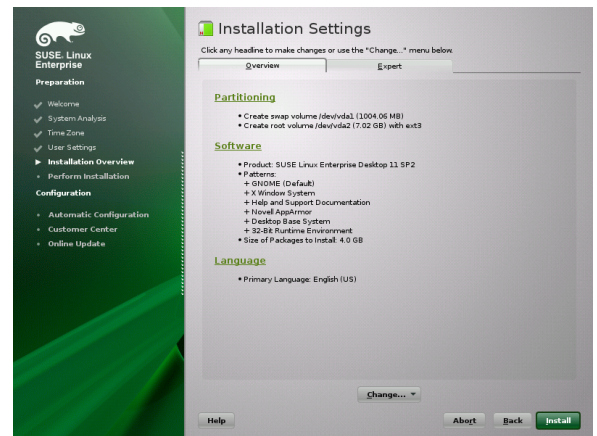 SUSE. Linux
Enterprise
Preparation
Welcome
System Analysis
Time Zone
User Settings
Installation Overview
Perform Installation
Configuration
Automatic Configuration
Customer Center
Online Update
Installation Settings
Click any headline to make changes or use the "Change..." menu below.
Overview
Expert
Partitioning
• Create swap volume /dev/vda1 (1004.06 MB)
• Create root volume /dev/vda2 (7.02 GB) with ext3
Software
• Product: SUSE Linux Enterprise Desktop 11 SP2
• Patterns:
+ GNOME (Default)
+ X Window System
+ Help and Support Documentation
+ Novell AppArmor
+ Desktop Base System
+ 32-Bit Runtime Environment
• Size of Packages to Install: 4.0 GB
Language
• Primary Language: English (US)
Change...
Help
Abort
Back
Install